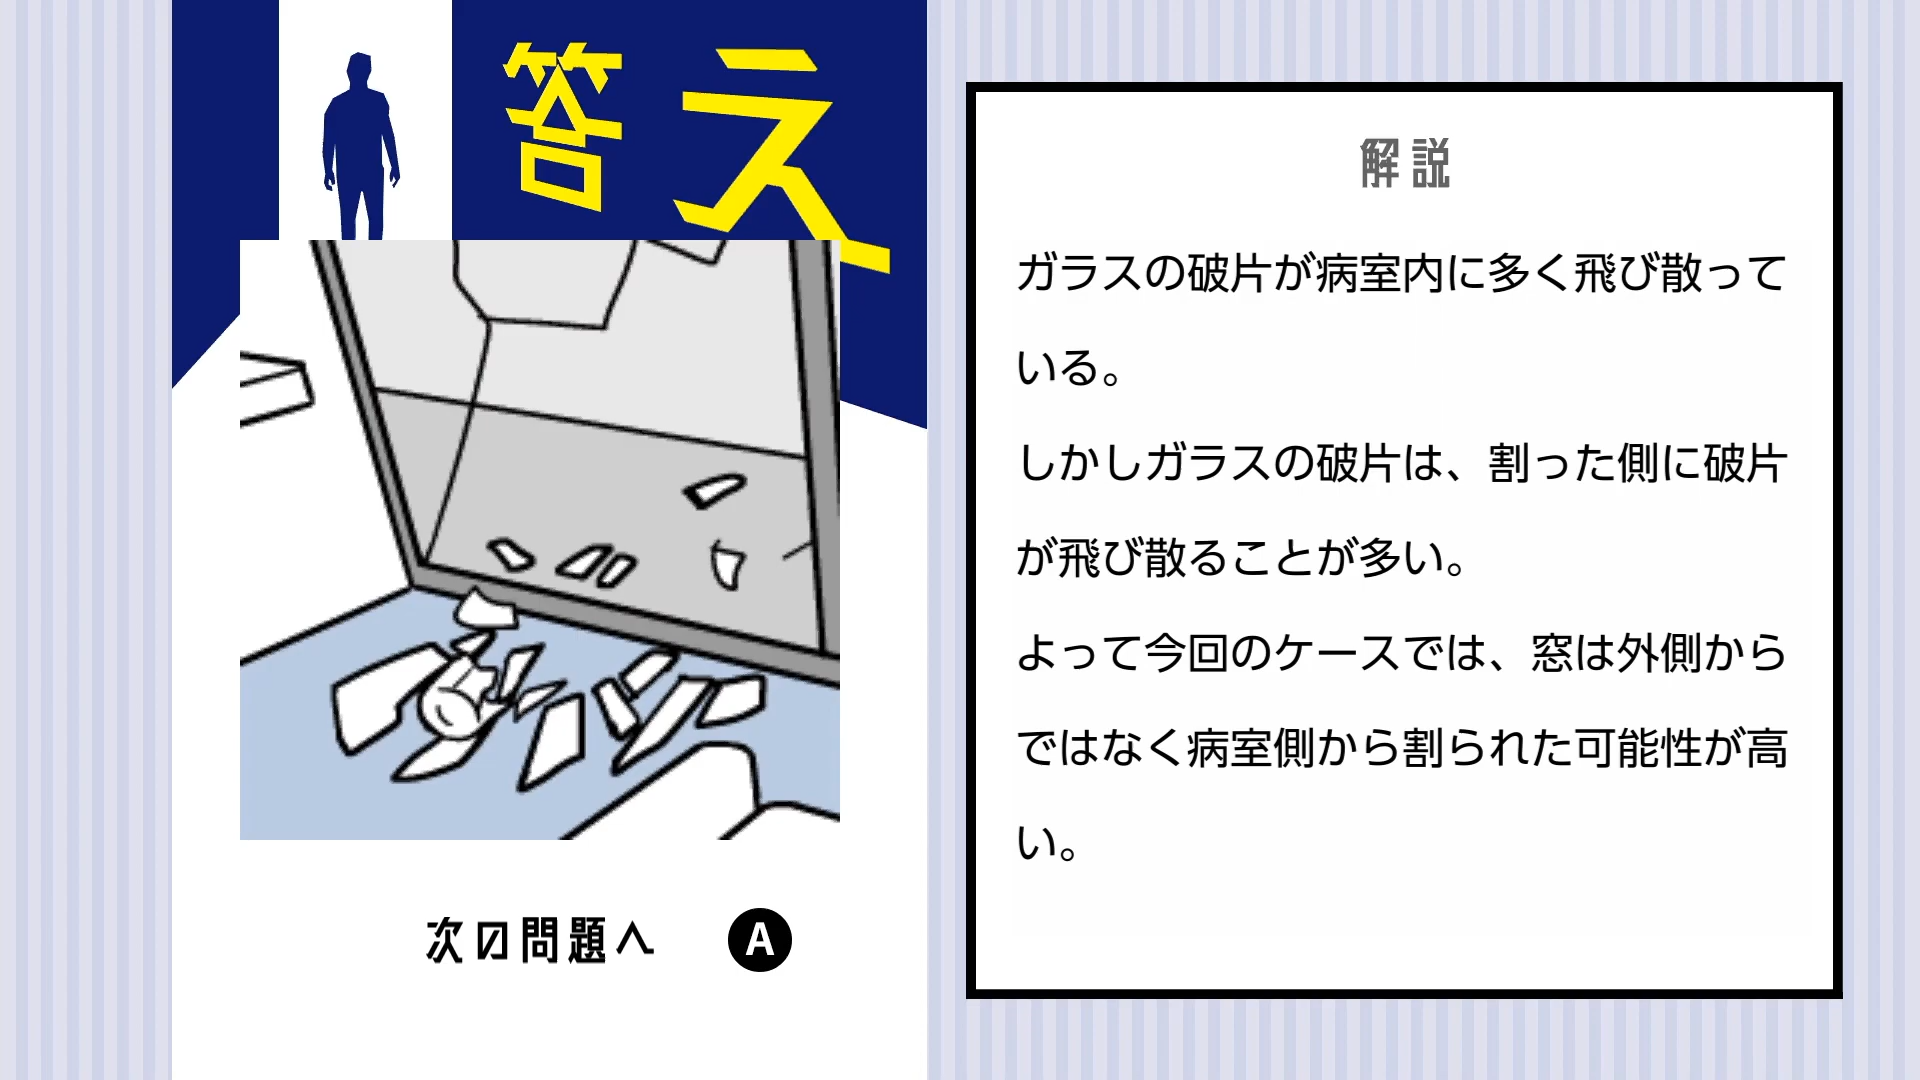 答え
次の問題へ
A
解説
ガラスの破片が病室内に多く飛び散って
いる。
しかしガラスの破片は、割った側に破片
が飛び散ることが多い。
よって今回のケースでは、窓は外側から
ではなく病室側から割られた可能性が高
い。